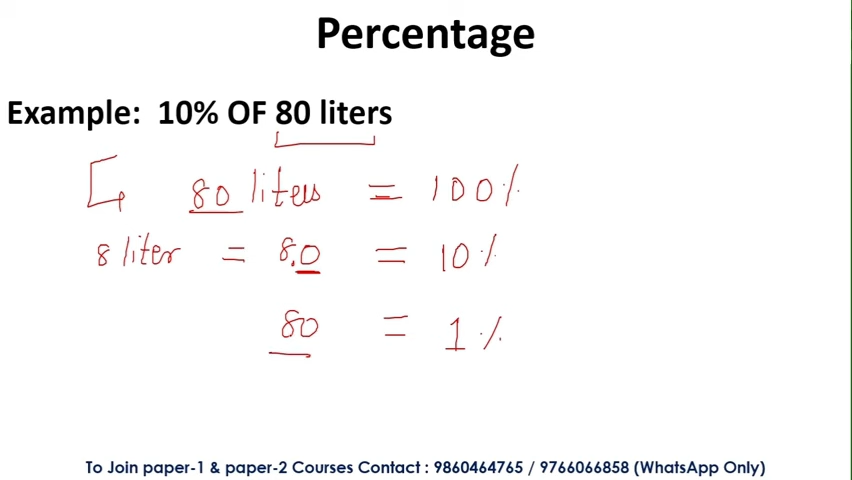 Percentage
Example: 10% OF 80 liters
80 liters = 100%
8 liter = 8.0 = 10%
80 = 1%
To Join paper-1 & paper-2 Courses Contact : 9860464765 / 9766066858 (WhatsApp Only)